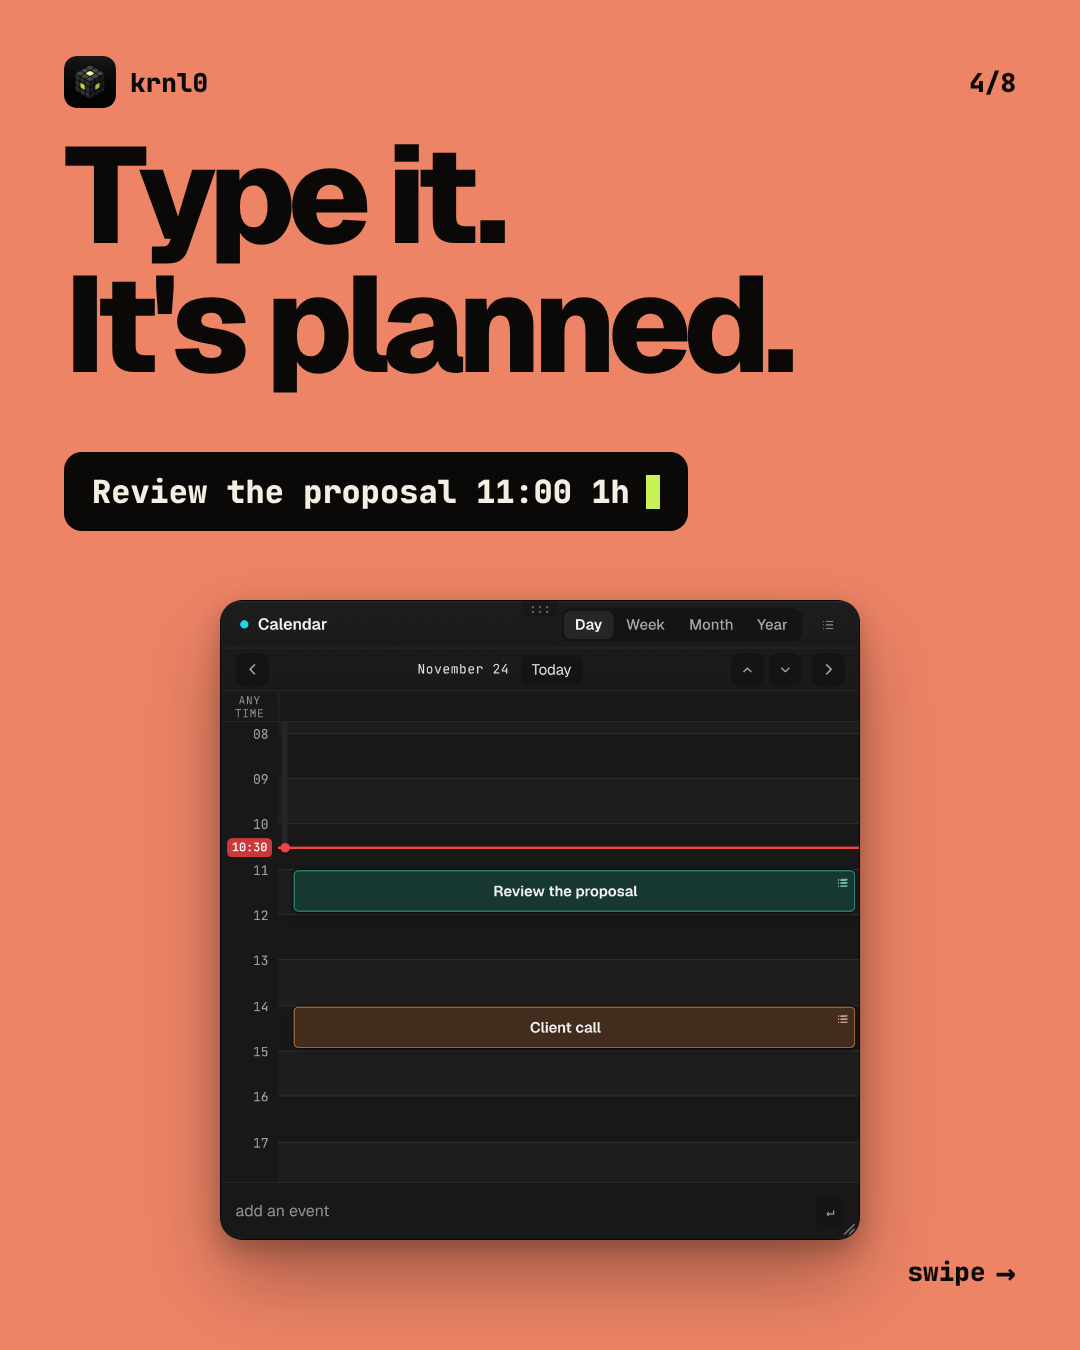 krnl0
4/8
Type it.
It's planned.
Review the proposal 11:00 1h
Calendar
Day Week Month Year
November 24 Today
ANY
TIME
08
09
10
10:30
11
Review the proposal
12
13
14
Client call
15
16
17
add an event
swipe →